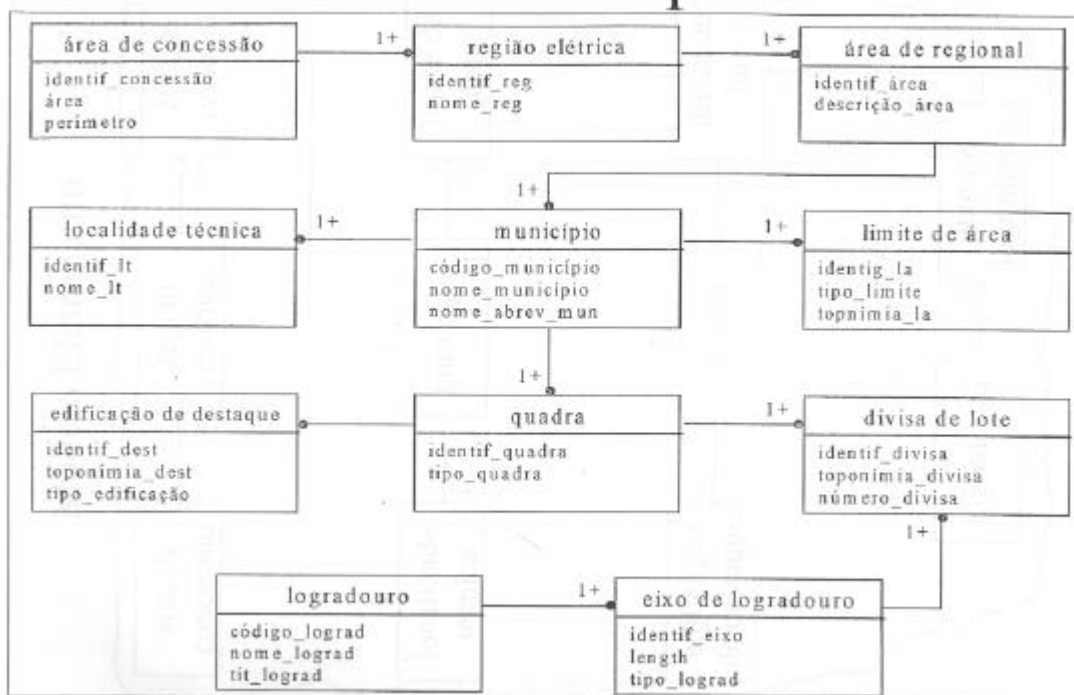 área de concessão
identif_concessão
área
perímetro
1+
região elétrica
identif_reg
nome_reg
1+
área de regional
identif_área
descrição_área
1+
localidade técnica
identif_lt
nome_lt
1+
município
código_município
nome_município
nome_abrev_mun
1+
limite de área
identig_la
tipo_limite
topnímia_la
1+
edificação de destaque
identif_dest
toponímia_dest
tipo_edificação
quadra
identif_quadra
tipo_quadra
1+
divisa de lote
identif_divisa
toponímia_divisa
número_divisa
1+
logradouro
código_lograd
nome_lograd
tit_lograd
1+
eixo de logradouro
identif_eixo
length
tipo_lograd